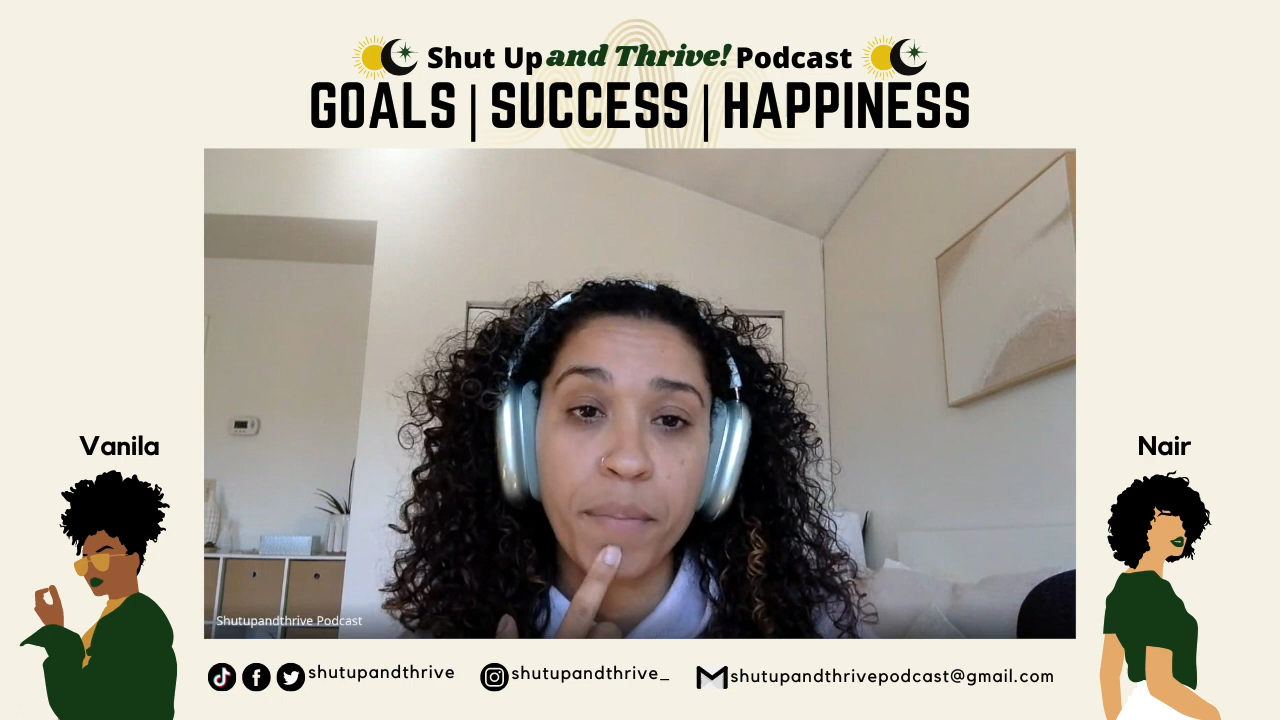 Shut Up and Thrive! Podcast
GOALS | SUCCESS | HAPPINESS
Vanila
Nair
Shutupandthrive Podcast
shutupandthrive
shutupandthrive_
shutupandthrivepodcast@gmail.com